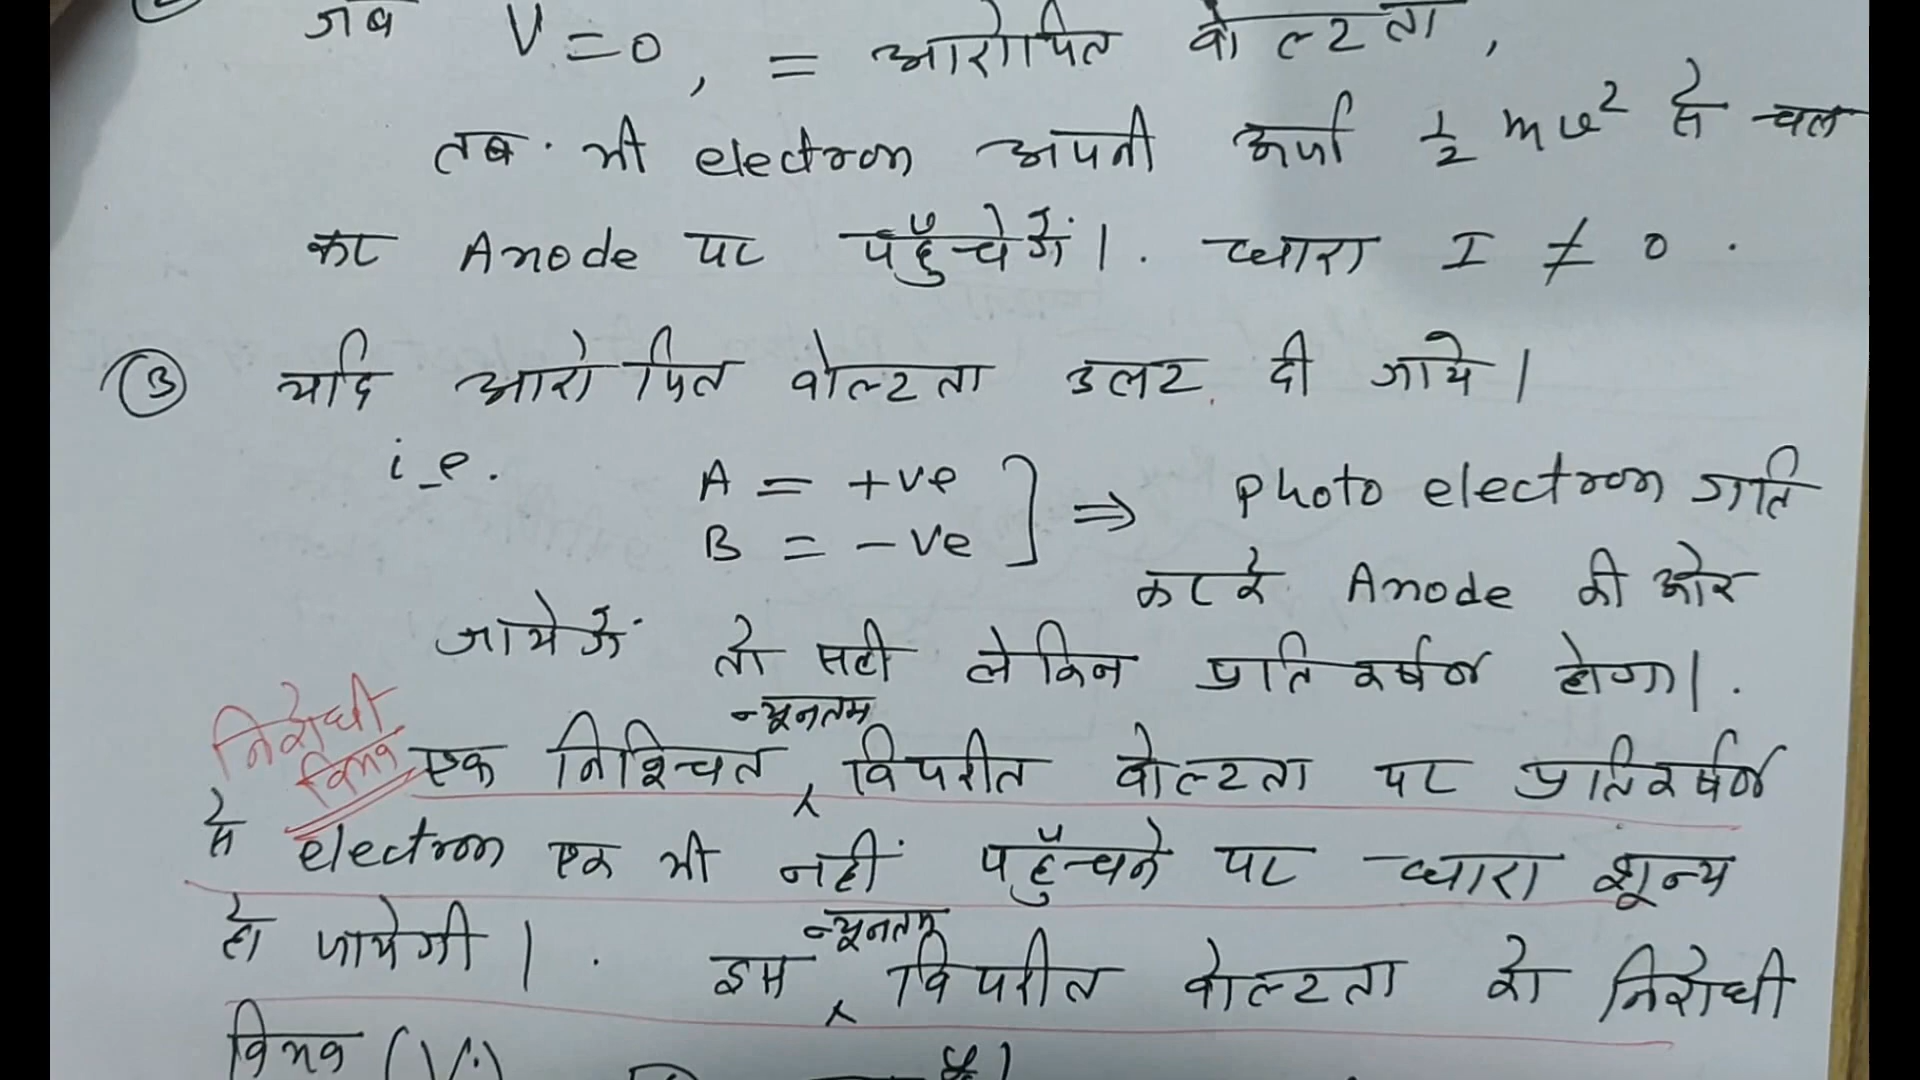 जब V = 0, = आरोपित वोल्टता,
तब भी electron अपनी ऊर्जा ½ mv² से चल
कर Anode पर पहुँचेगें। धारा I ≠ 0.
③ यदि आरोपित वोल्टता उलट दी जाये।
i.e. A = +ve ] ⇒ photo electron गति
B = -ve
करके Anode की ओर
जायेगें तो सही लेकिन प्रतिकर्षण होगा।
निरोधी
विभव
न्यूनतम
एक निश्चित ‸ विपरीत वोल्टता पर प्रतिकर्षण
से electron एक भी नहीं पहुँचने पर धारा शून्य
हो जायेगी। इस ‸ विपरीत वोल्टता को निरोधी
न्यूनतम
विभव